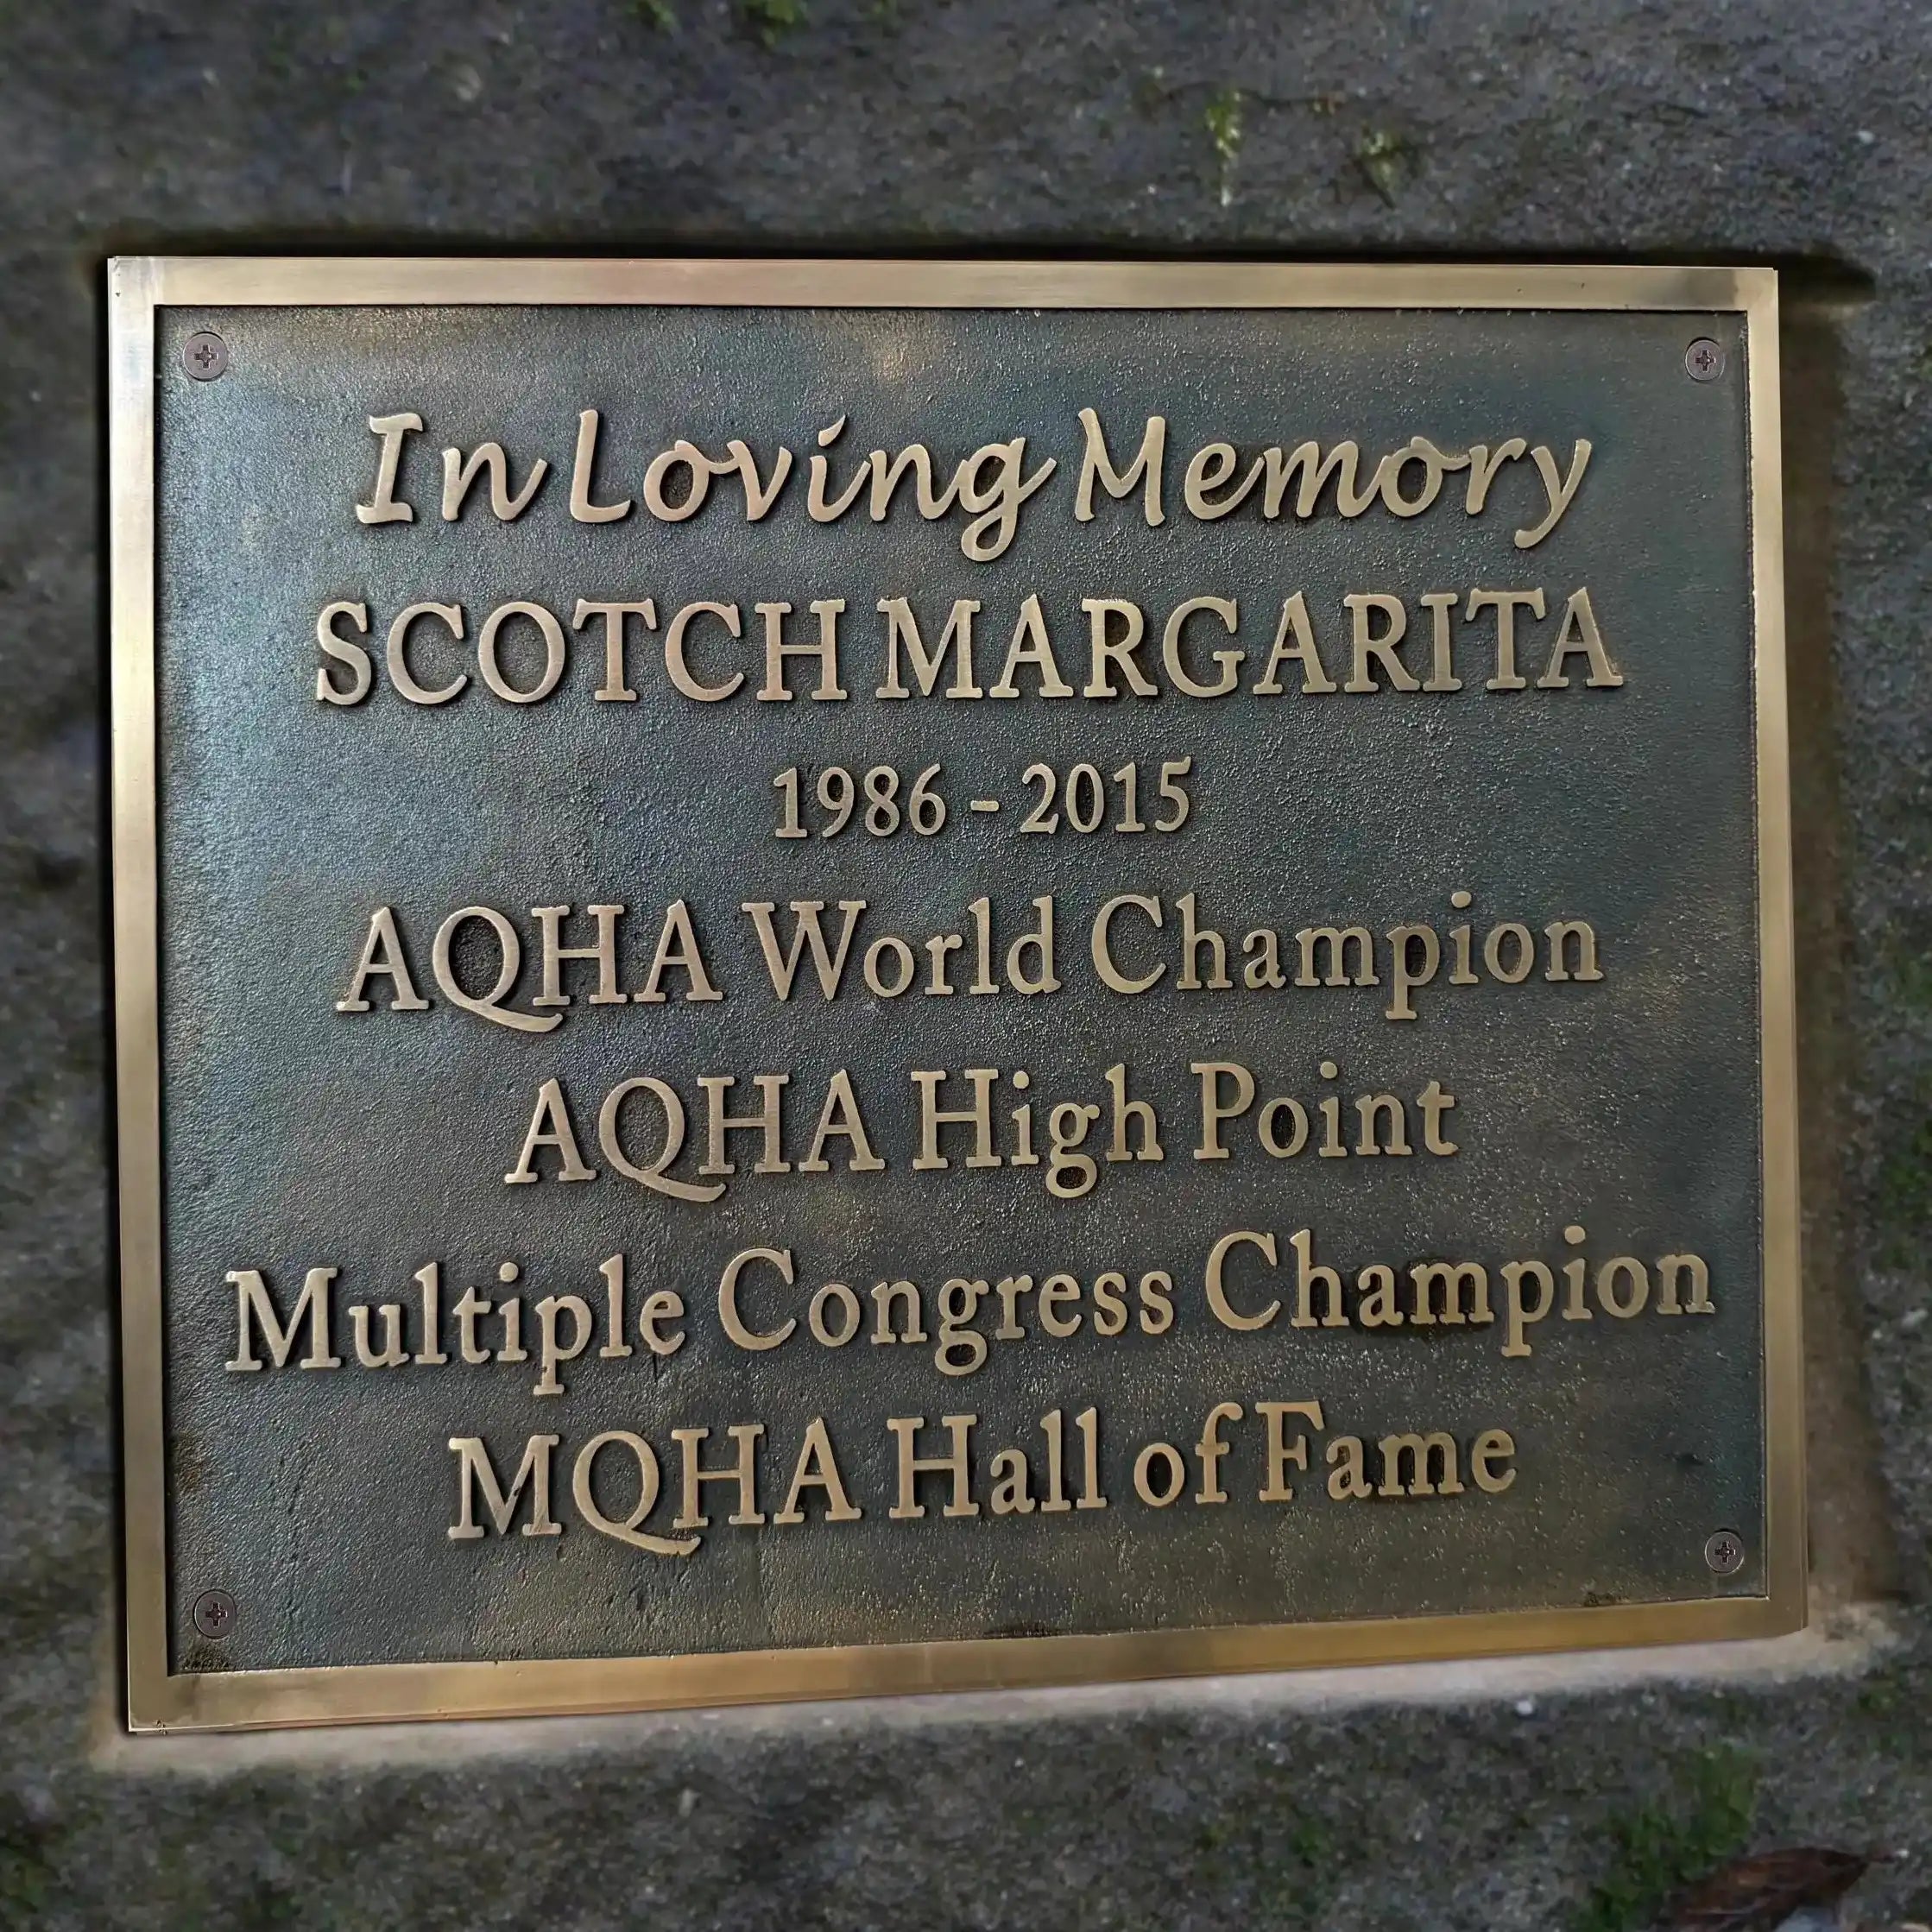 In Loving Memory
SCOTCH MARGARITA
1986 - 2015
AQHA World Champion
AQHA High Point
Multiple Congress Champion
MQHA Hall of Fame